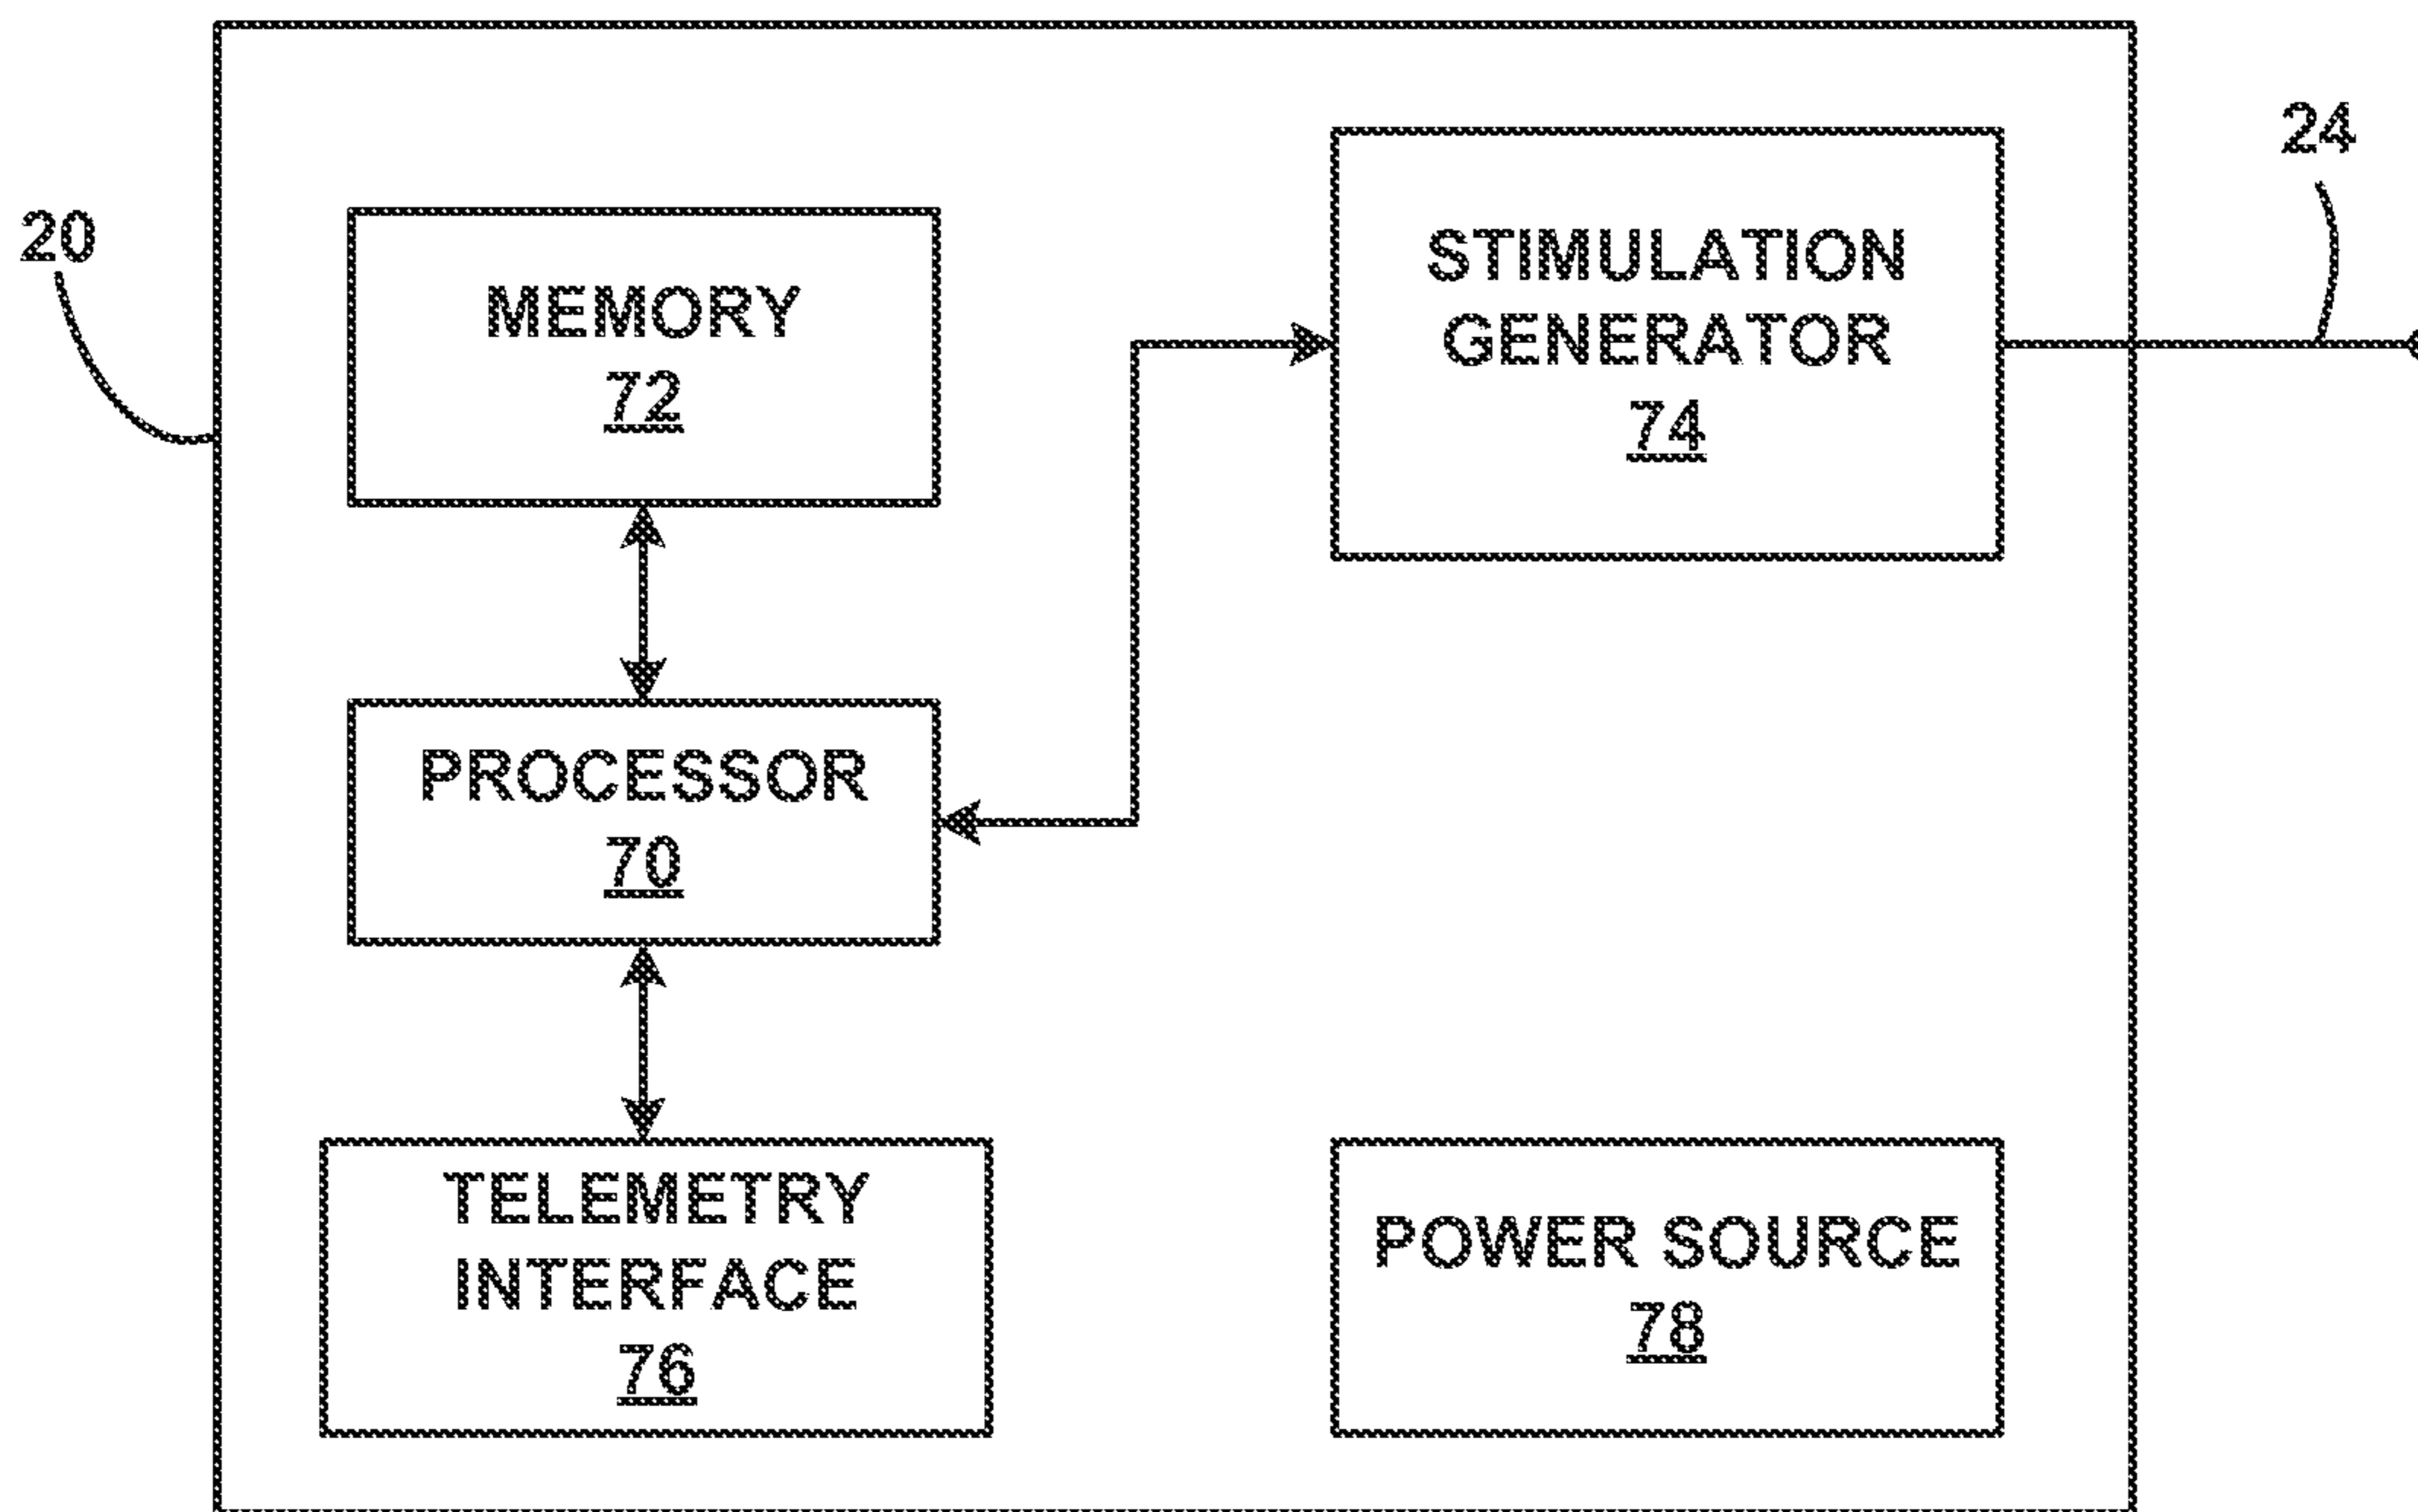 20
24
MEMORY
72
STIMULATION
GENERATOR
74
PROCESSOR
70
TELEMETRY
INTERFACE
76
POWER SOURCE
78